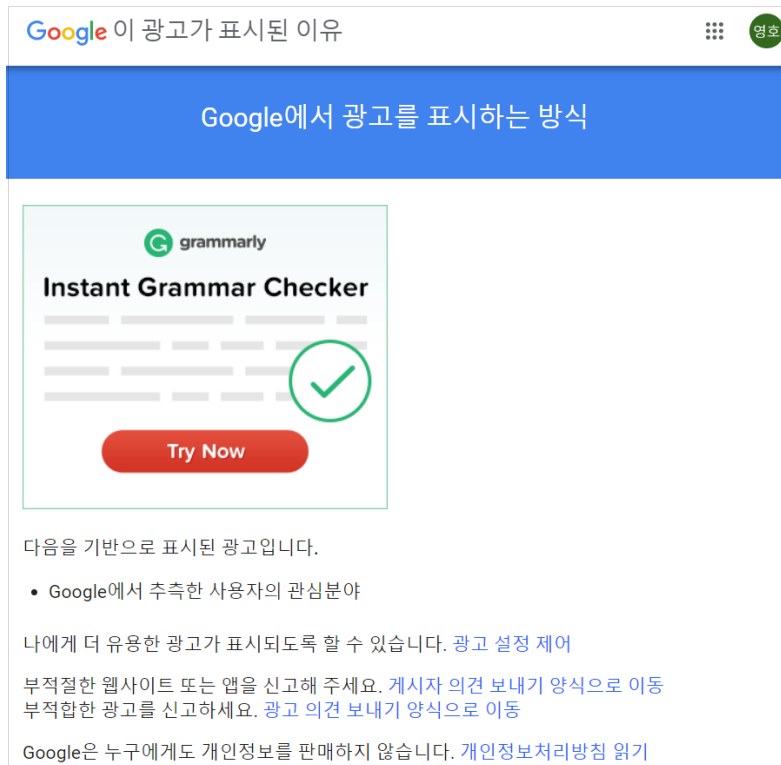 Google 이 광고가 표시된 이유
영호
Google에서 광고를 표시하는 방식
grammarly
Instant Grammar Checker
Try Now
다음을 기반으로 표시된 광고입니다.
• Google에서 추측한 사용자의 관심분야
나에게 더 유용한 광고가 표시되도록 할 수 있습니다. 광고 설정 제어
부적절한 웹사이트 또는 앱을 신고해 주세요. 게시자 의견 보내기 양식으로 이동
부적합한 광고를 신고하세요. 광고 의견 보내기 양식으로 이동
Google은 누구에게도 개인정보를 판매하지 않습니다. 개인정보처리방침 읽기